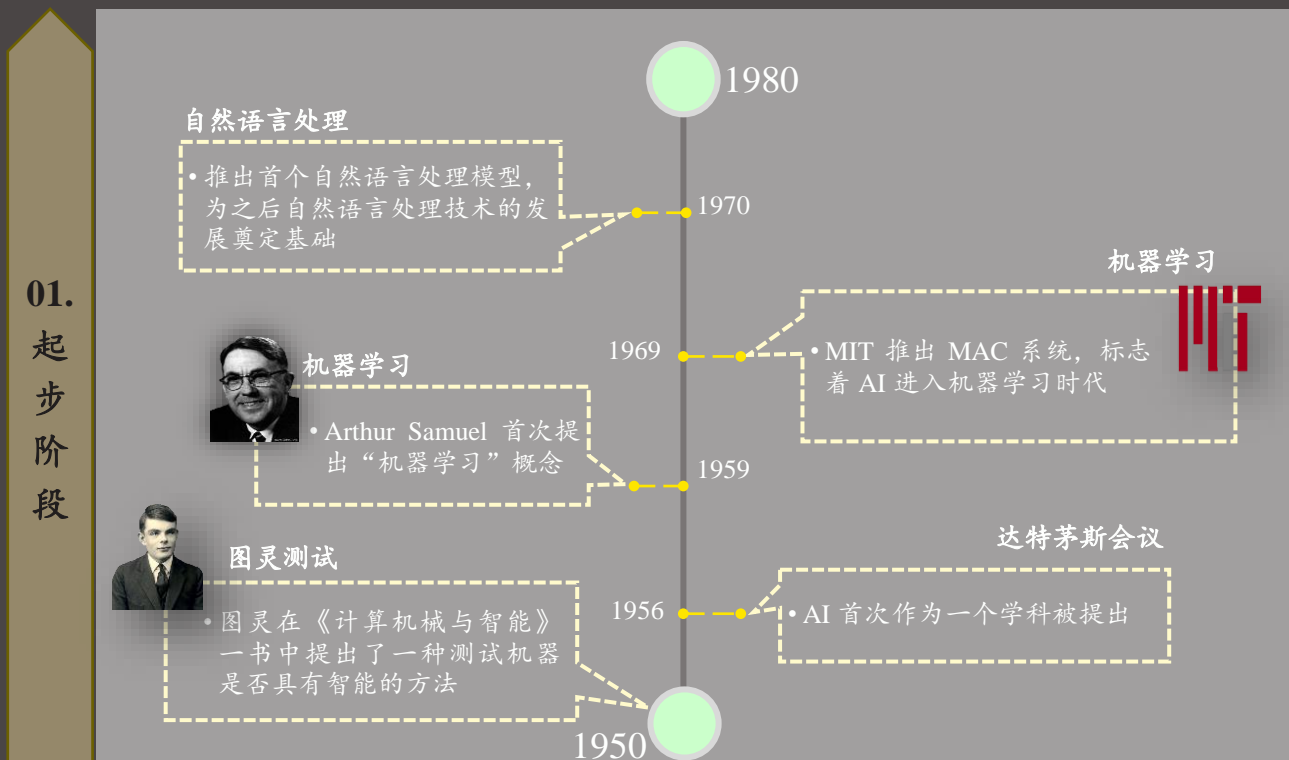 01.
起
步
阶
段
1980
自然语言处理
• 推出首个自然语言处理模型,
为之后自然语言处理技术的发
展奠定基础
1970
机器学习
1969
• MIT 推出 MAC 系统, 标志
着 AI 进入机器学习时代
机器学习
• Arthur Samuel 首次提
出“机器学习”概念
1959
达特茅斯会议
1956
• AI 首次作为一个学科被提出
图灵测试
• 图灵在《计算机械与智能》
一书中提出了一种测试机器
是否具有智能的方法
1950